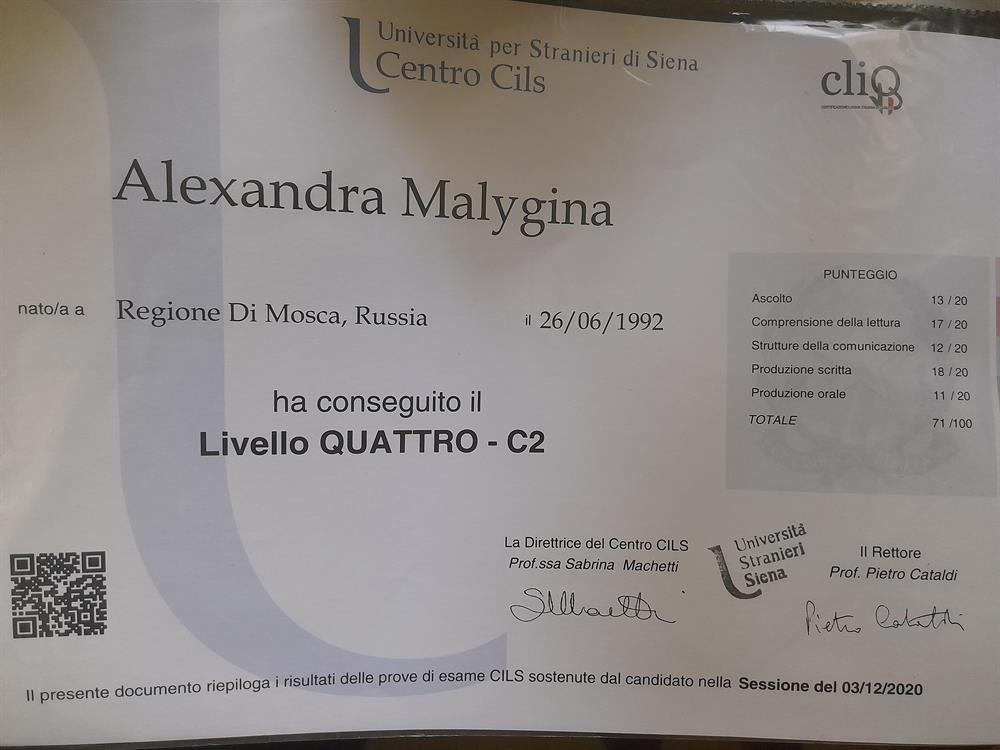 Università per Stranieri di Siena
Centro Cils
cliQ
Alexandra Malygina
nato/a a Regione Di Mosca, Russia il 26/06/1992
ha conseguito il
Livello QUATTRO - C2
PUNTEGGIO
Ascolto 13 / 20
Comprensione della lettura 17 / 20
Strutture della comunicazione 12 / 20
Produzione scritta 18 / 20
Produzione orale 11 / 20
TOTALE 71 /100
La Direttrice del Centro CILS
Prof.ssa Sabrina Machetti
Università
Stranieri
Siena
Il Rettore
Prof. Pietro Cataldi
Pietro Cataldi
Il presente documento riepiloga i risultati delle prove di esame CILS sostenute dal candidato nella Sessione del 03/12/2020